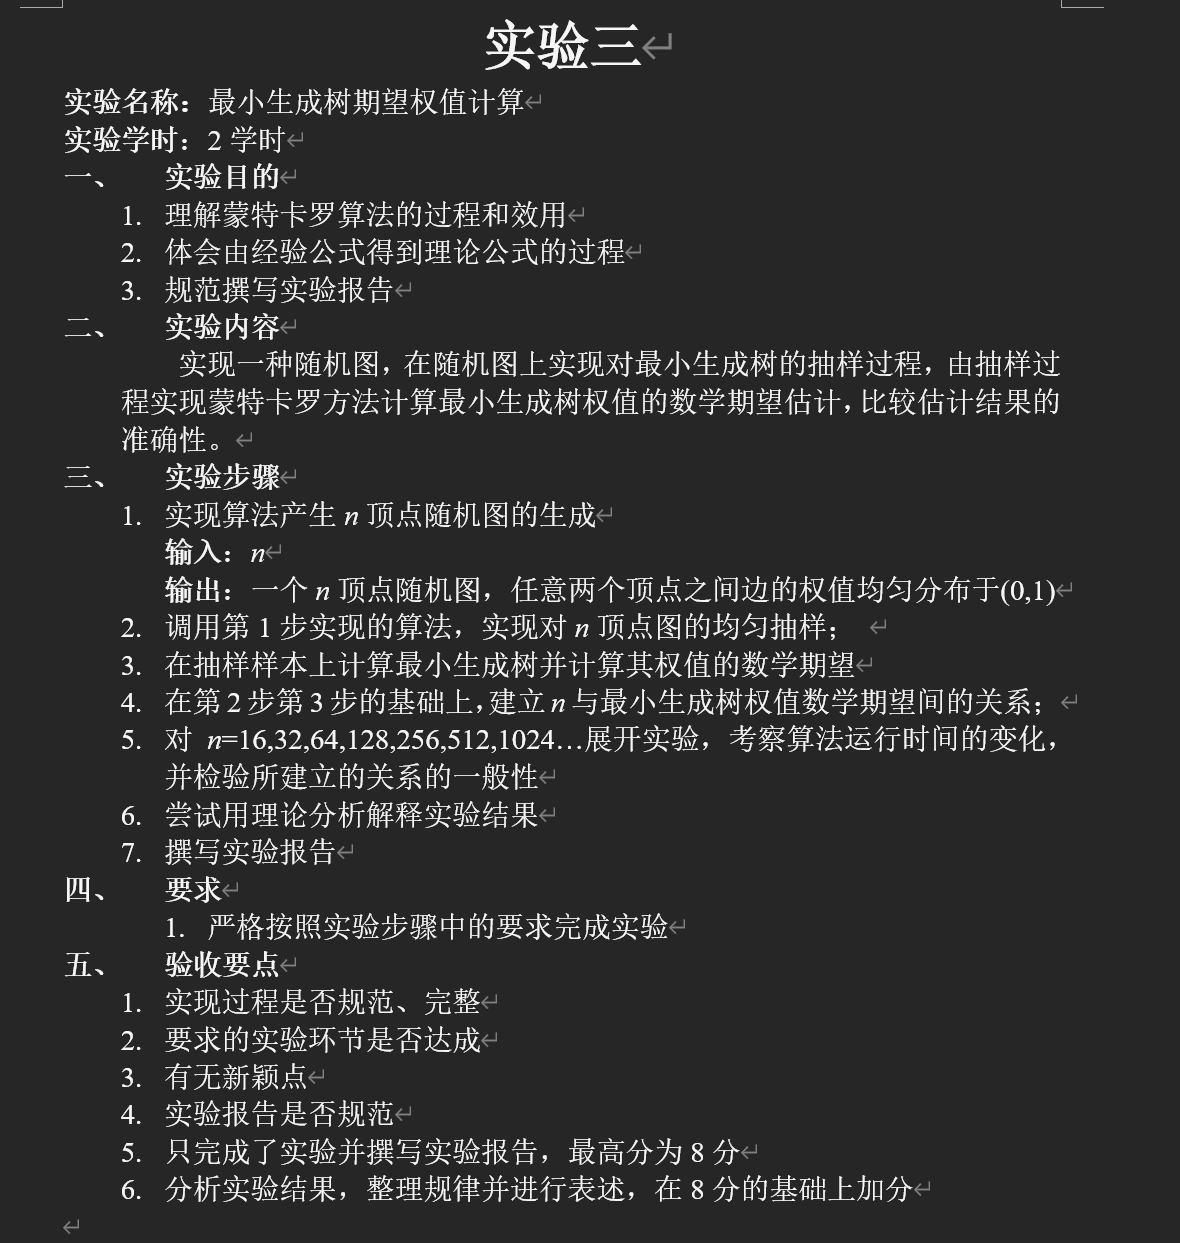 实验三
实验名称：最小生成树期望权值计算
实验学时：2 学时
一、 实验目的
1. 理解蒙特卡罗算法的过程和效用
2. 体会由经验公式得到理论公式的过程
3. 规范撰写实验报告
二、 实验内容
实现一种随机图，在随机图上实现对最小生成树的抽样过程，由抽样过
程实现蒙特卡罗方法计算最小生成树权值的数学期望估计，比较估计结果的
准确性。
三、 实验步骤
1. 实现算法产生 n 顶点随机图的生成
输入：n
输出：一个 n 顶点随机图，任意两个顶点之间边的权值均匀分布于(0,1)
2. 调用第 1 步实现的算法，实现对 n 顶点图的均匀抽样；
3. 在抽样样本上计算最小生成树并计算其权值的数学期望
4. 在第 2 步第 3 步的基础上，建立 n 与最小生成树权值数学期望间的关系；
5. 对 n=16,32,64,128,256,512,1024…展开实验，考察算法运行时间的变化，
并检验所建立的关系的一般性
6. 尝试用理论分析解释实验结果
7. 撰写实验报告
四、 要求
1. 严格按照实验步骤中的要求完成实验
五、 验收要点
1. 实现过程是否规范、完整
2. 要求的实验环节是否达成
3. 有无新颖点
4. 实验报告是否规范
5. 只完成了实验并撰写实验报告，最高分为 8 分
6. 分析实验结果，整理规律并进行表述，在 8 分的基础上加分